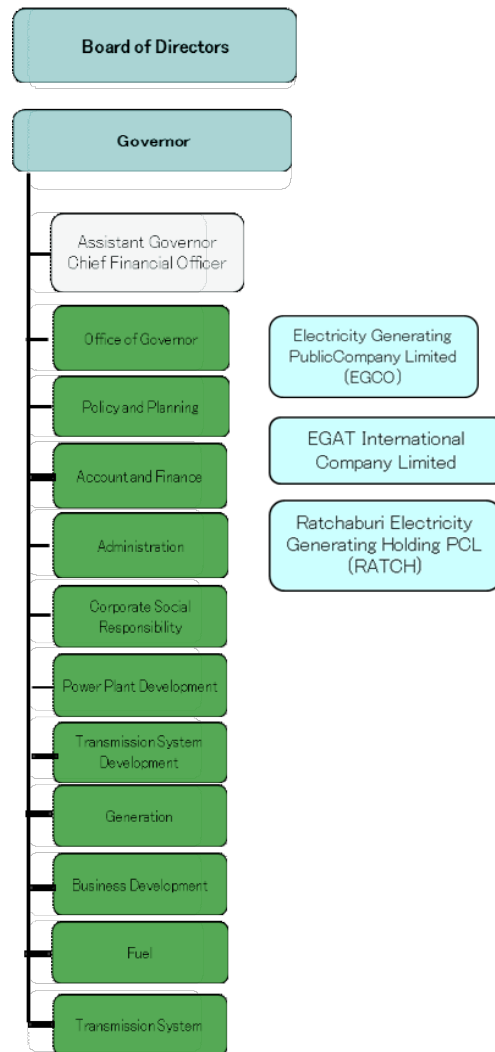 Board of Directors
Governor
Assistant Governor
Chief Financial Officer
Office of Governor
Policy and Planning
Account and Finance
Administration
Corporate Social
Responsibility
Power Plant Development
Transmission System
Development
Generation
Business Development
Fuel
Transmission System
Electricity Generating
PublicCompany Limited
(EGCO)
EGAT International
Company Limited
Ratchaburi Electricity
Generating Holding PCL
(RATCH)